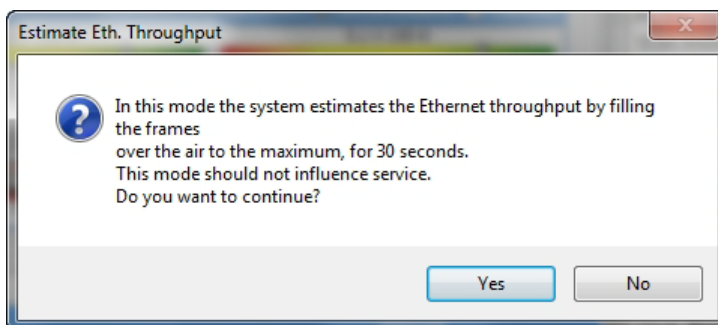 Estimate Eth. Throughput
In this mode the system estimates the Ethernet throughput by filling
the frames
over the air to the maximum, for 30 seconds.
This mode should not influence service.
Do you want to continue?
Yes
No